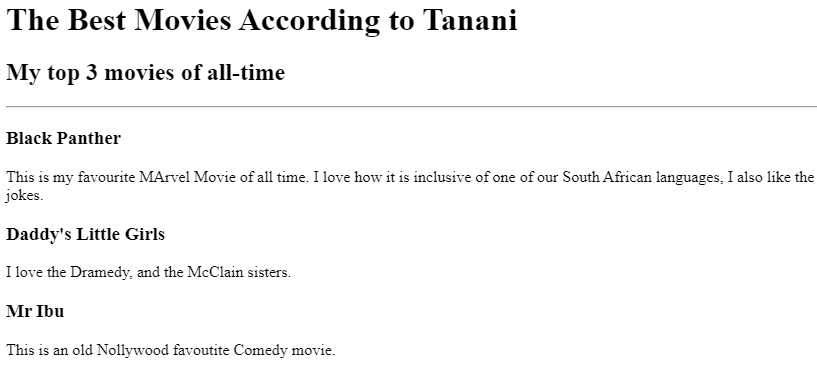 The Best Movies According to Tanani
My top 3 movies of all-time
Black Panther
This is my favourite MArvel Movie of all time. I love how it is inclusive of one of our South African languages, I also like the
jokes.
Daddy's Little Girls
I love the Dramedy, and the McClain sisters.
Mr Ibu
This is an old Nollywood favoutite Comedy movie.